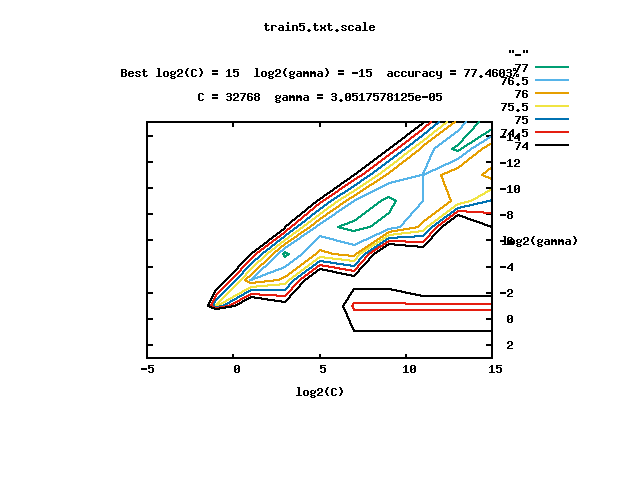 train5.txt.scale
"-"
Best log2(C) = 15 log2(gamma) = -15 accuracy = 77.4603%
77
76.5
C = 32768 gamma = 3.0517578125e-05
76
75.5
75
74.5
74
-14
-12
-10
-8
-6
log2(gamma)
-4
-2
0
2
-5 0 5 10 15
log2(C)